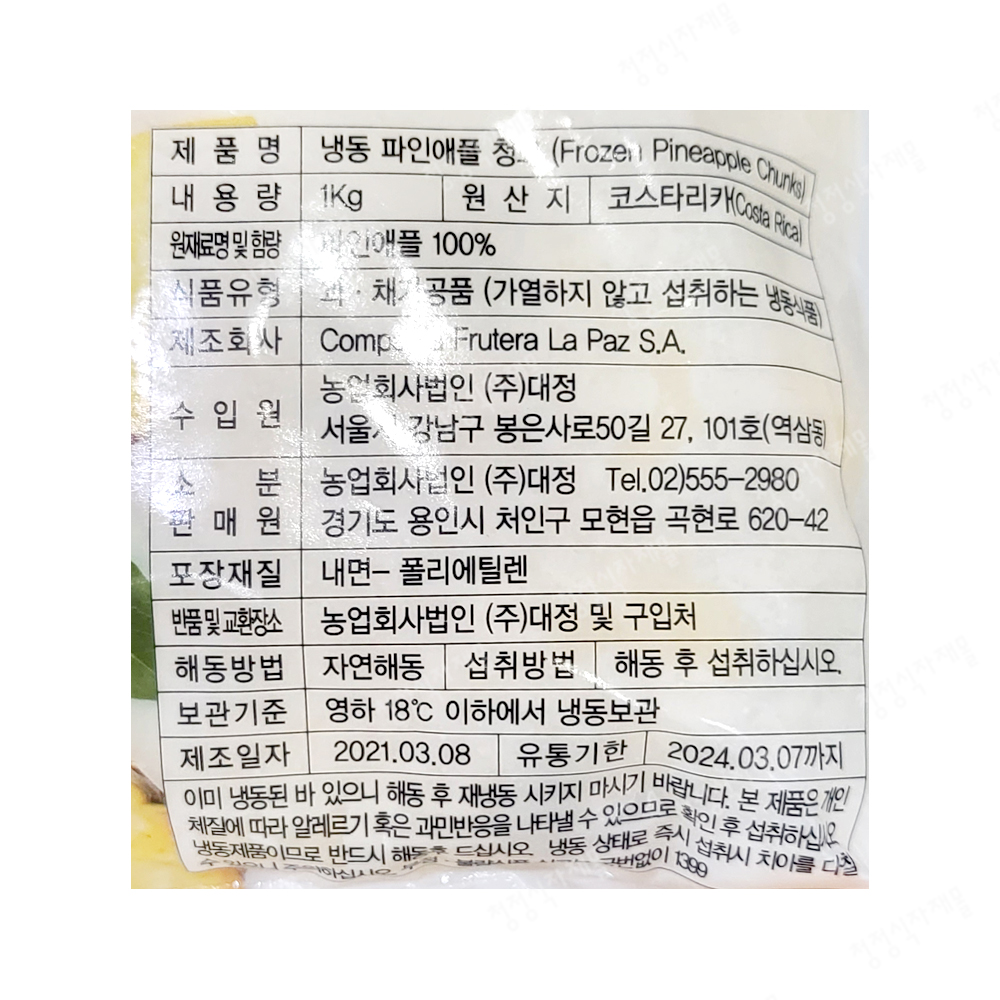 제 품 명 냉동 파인애플 청크 (Frozen Pineapple Chunks)
내 용 량 1Kg 원 산 지 코스타리카(Costa Rica)
원재료명및함량 파인애플 100%
식품유형 과·채가공품 (가열하지 않고 섭취하는 냉동식품)
제조회사 Frutera La Paz S.A.
수 입 원 농업회사법인 (주)대정
서울시 강남구 봉은사로50길 27, 101호(역삼동)
소 분 농업회사법인 (주)대정 Tel.02)555-2980
판 매 원 경기도 용인시 처인구 모현읍 곡현로 620-42
포장재질 내면- 폴리에틸렌
반품및교환장소 농업회사법인 (주)대정 및 구입처
해동방법 자연해동 섭취방법 해동 후 섭취하십시오.
보관기준 영하 18℃ 이하에서 냉동보관
제조일자 2021.03.08 유통기한 2024.03.07까지
이미 냉동된 바 있으니 해동 후 재냉동 시키지 마시기 바랍니다. 본 제품은 개인
체질에 따라 알레르기 혹은 과민반응을 나타낼 수 있으므로 확인 후 섭취하십시오.
냉동제품이므로 반드시 해동 후 드십시오. 냉동 상태로 즉시 섭취시 치아를 다칠
수 있으니 1399
청정식자재몰